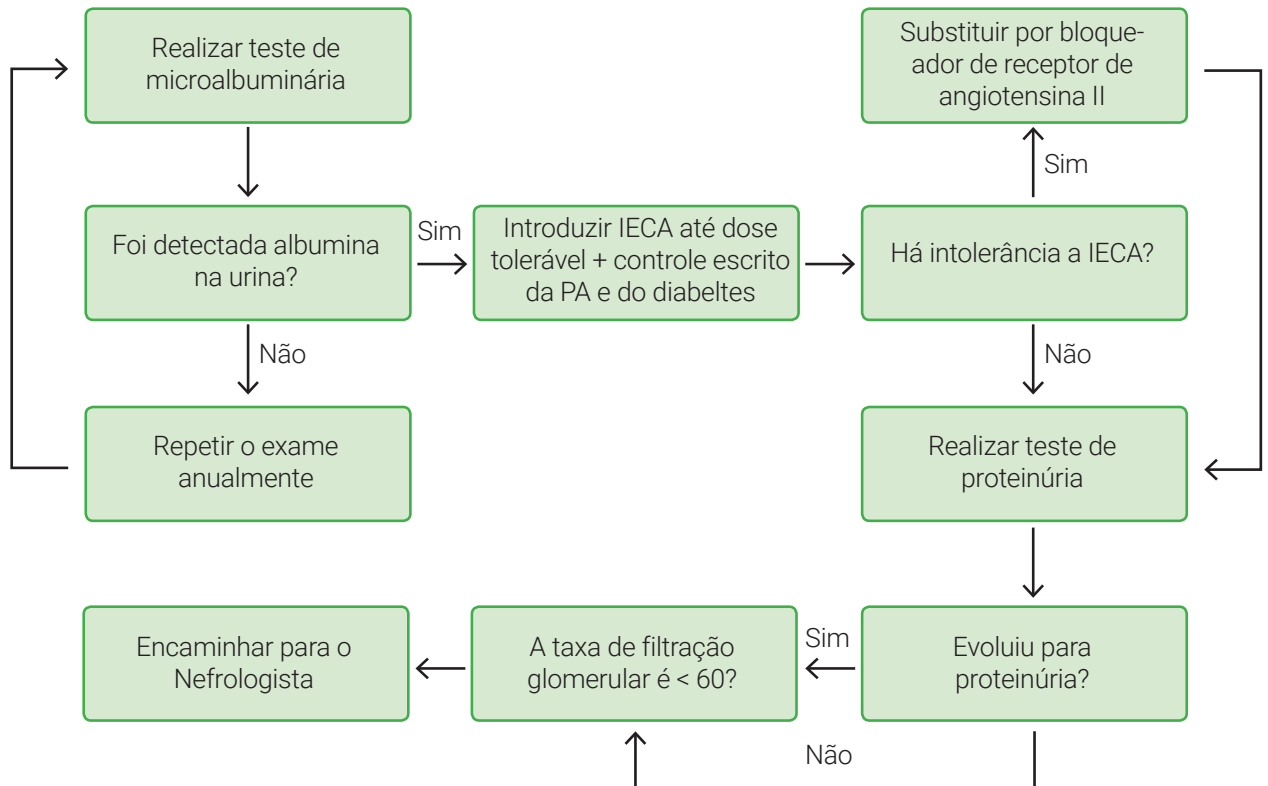 Realizar teste de
microalbuminária
Substituir por bloque-
ador de receptor de
angiotensina II
Sim
Foi detectada albumina
na urina?
Sim
Introduzir IECA até dose
tolerável + controle escrito
da PA e do diabeltes
Há intolerância a IECA?
Não
Não
Repetir o exame
anualmente
Realizar teste de
proteinúria
Encaminhar para o
Nefrologista
A taxa de filtração
glomerular é < 60?
Sim
Evoluiu para
proteinúria?
Não